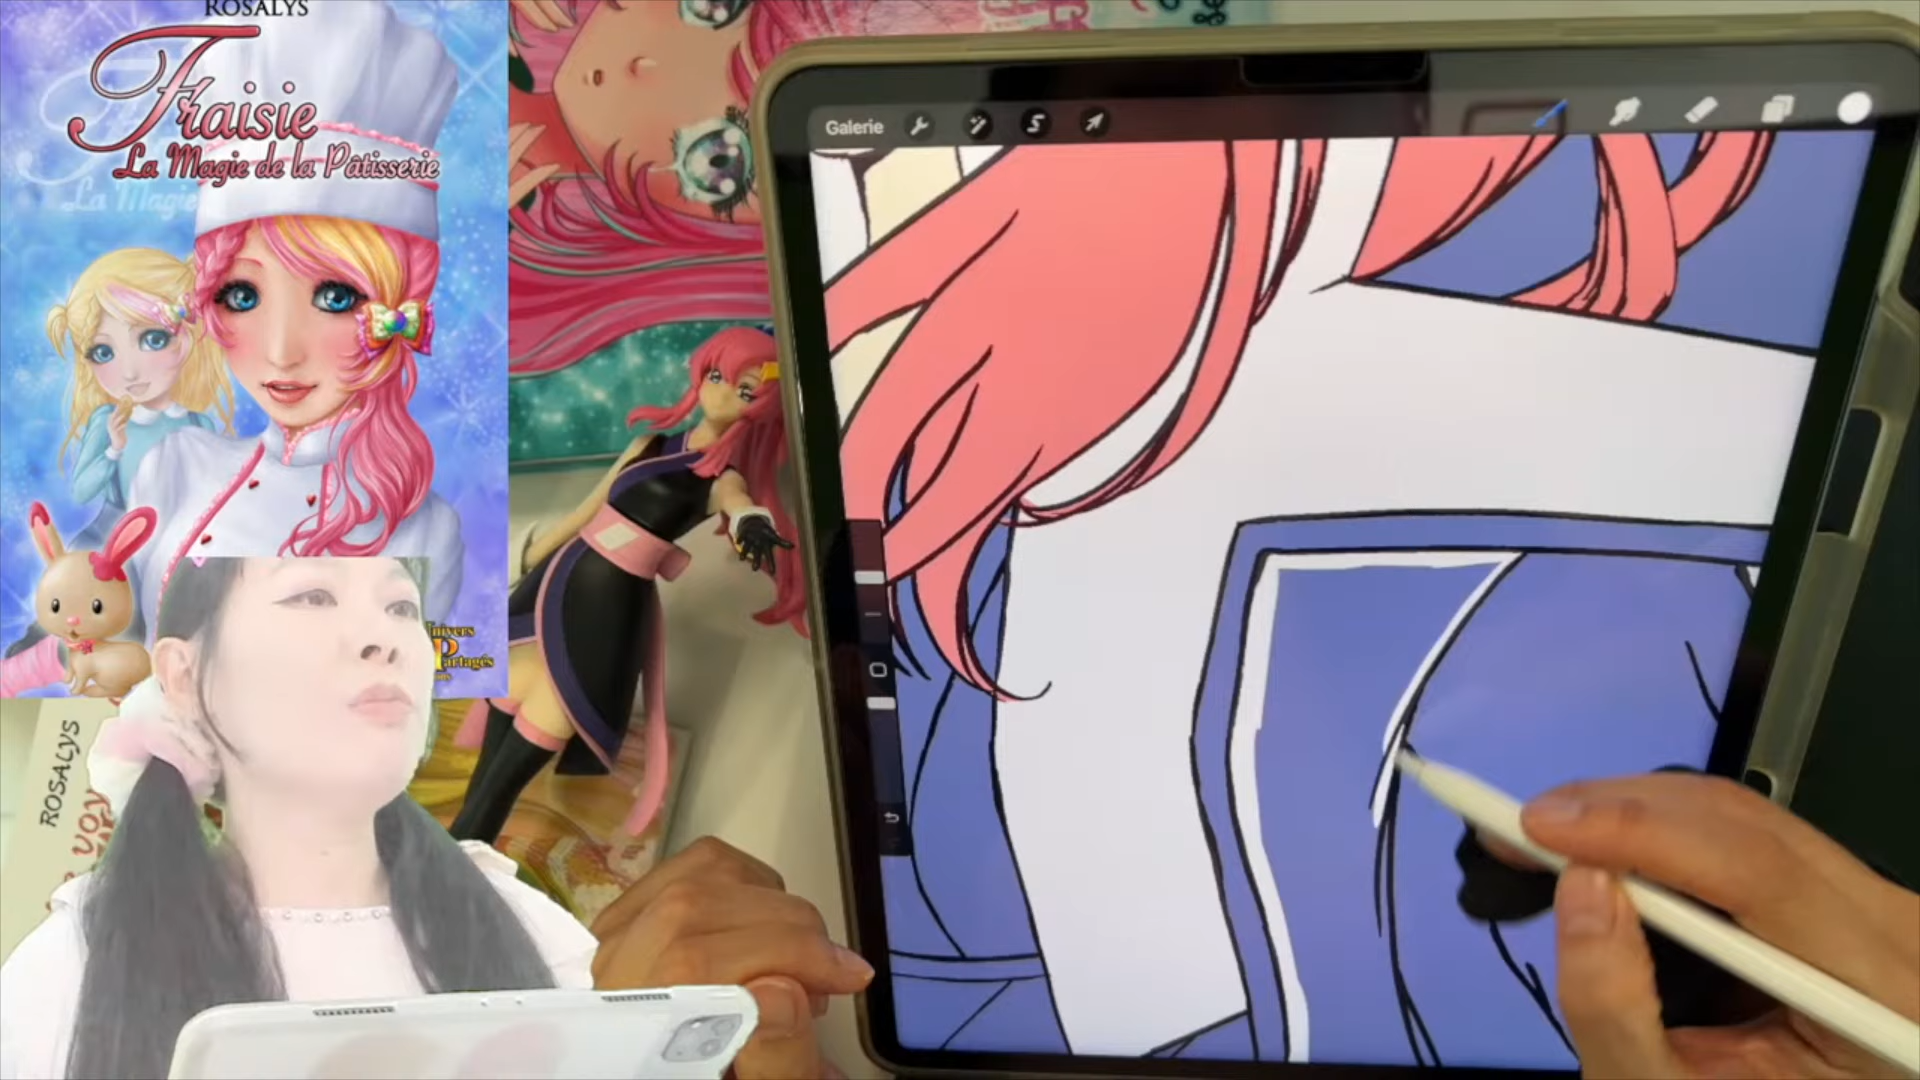 ROSALYS
Fraisie
La Magie de la Pâtisserie
La Magie
Univers
Partagés
Galerie
ROSALYS